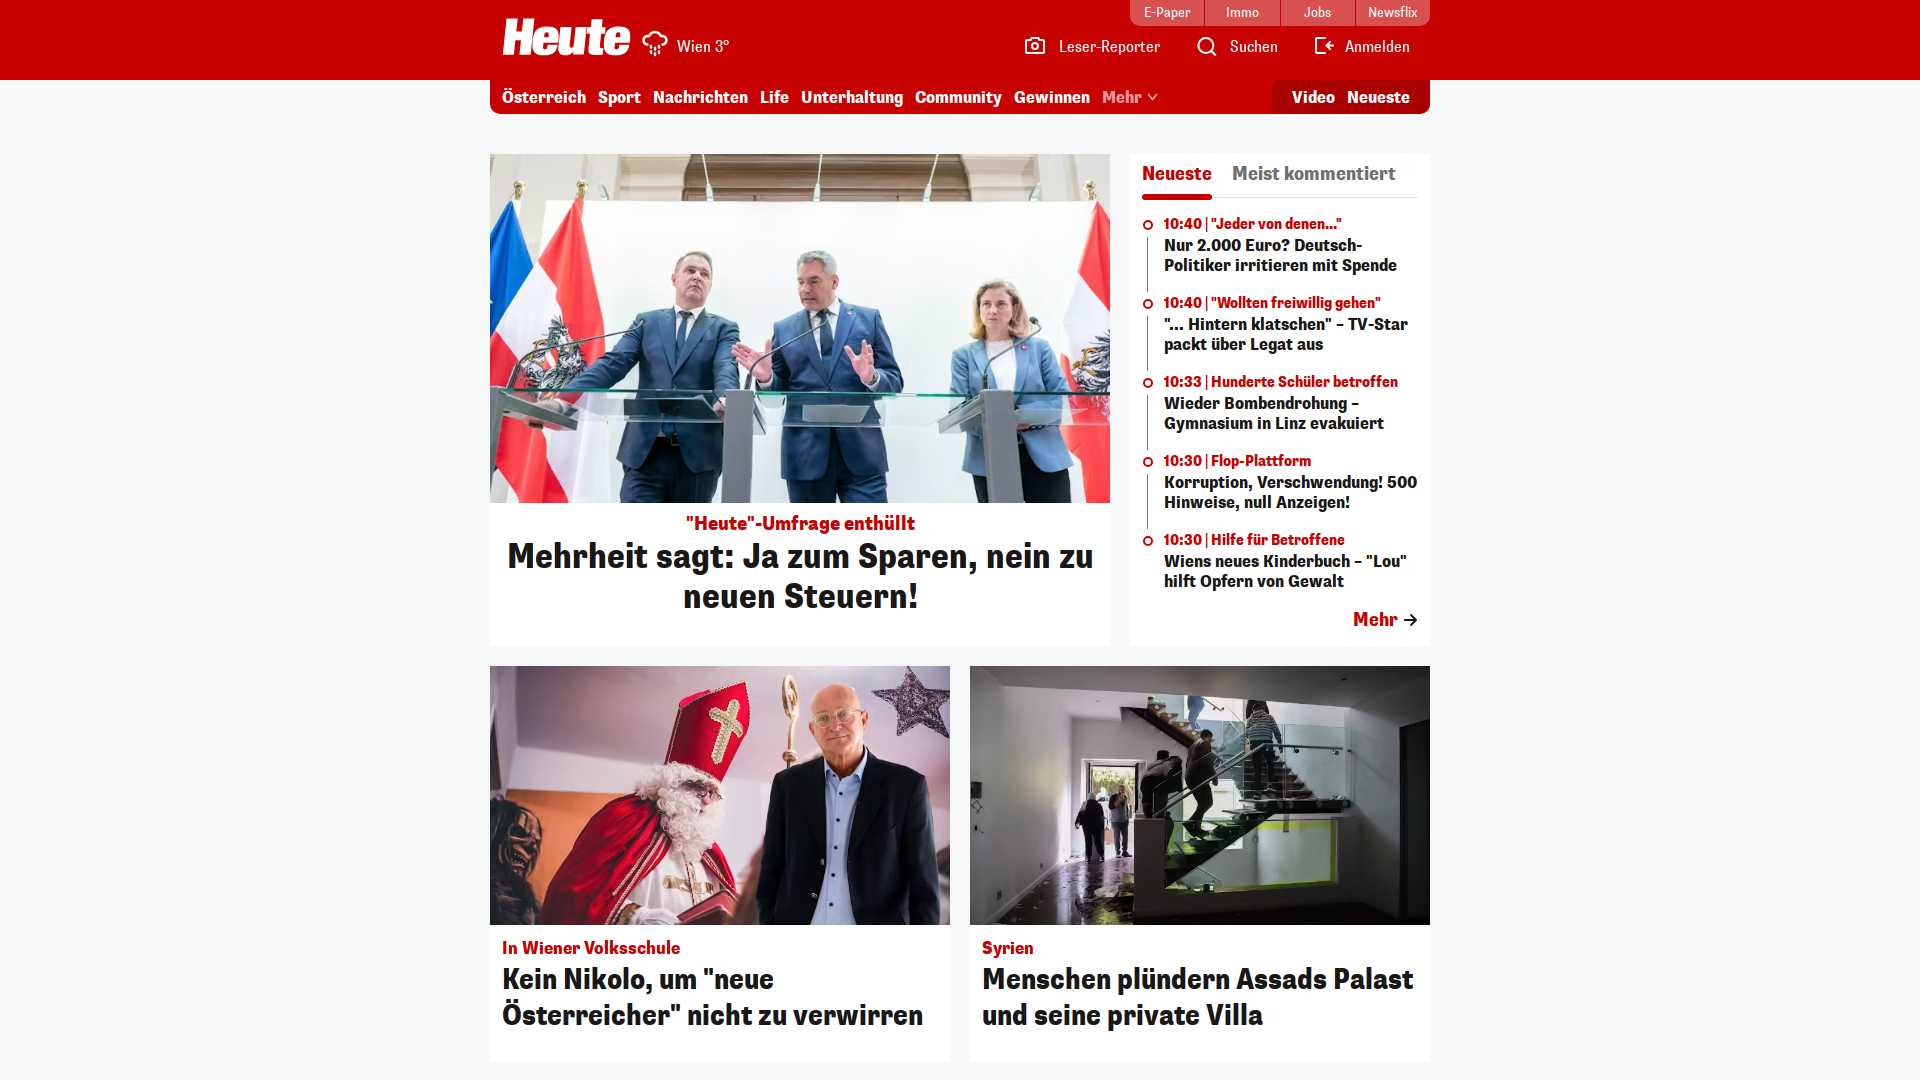 E-Paper
Immo
Jobs
Newsflix
Heute
Wien 3°
Leser-Reporter
Suchen
Anmelden
Österreich
Sport
Nachrichten
Life
Unterhaltung
Community
Gewinnen
Mehr
Video
Neueste
"Heute"-Umfrage enthüllt
Mehrheit sagt: Ja zum Sparen, nein zu
neuen Steuern!
Neueste
Meist kommentiert
10:40 | "Jeder von denen..."
Nur 2.000 Euro? Deutsch-
Politiker irritieren mit Spende
10:40 | "Wollten freiwillig gehen"
"... Hintern klatschen" – TV-Star
packt über Legat aus
10:33 | Hunderte Schüler betroffen
Wieder Bombendrohung –
Gymnasium in Linz evakuiert
10:30 | Flop-Plattform
Korruption, Verschwendung! 500
Hinweise, null Anzeigen!
10:30 | Hilfe für Betroffene
Wiens neues Kinderbuch – "Lou"
hilft Opfern von Gewalt
Mehr
In Wiener Volksschule
Kein Nikolo, um "neue
Österreicher" nicht zu verwirren
Syrien
Menschen plündern Assads Palast
und seine private Villa